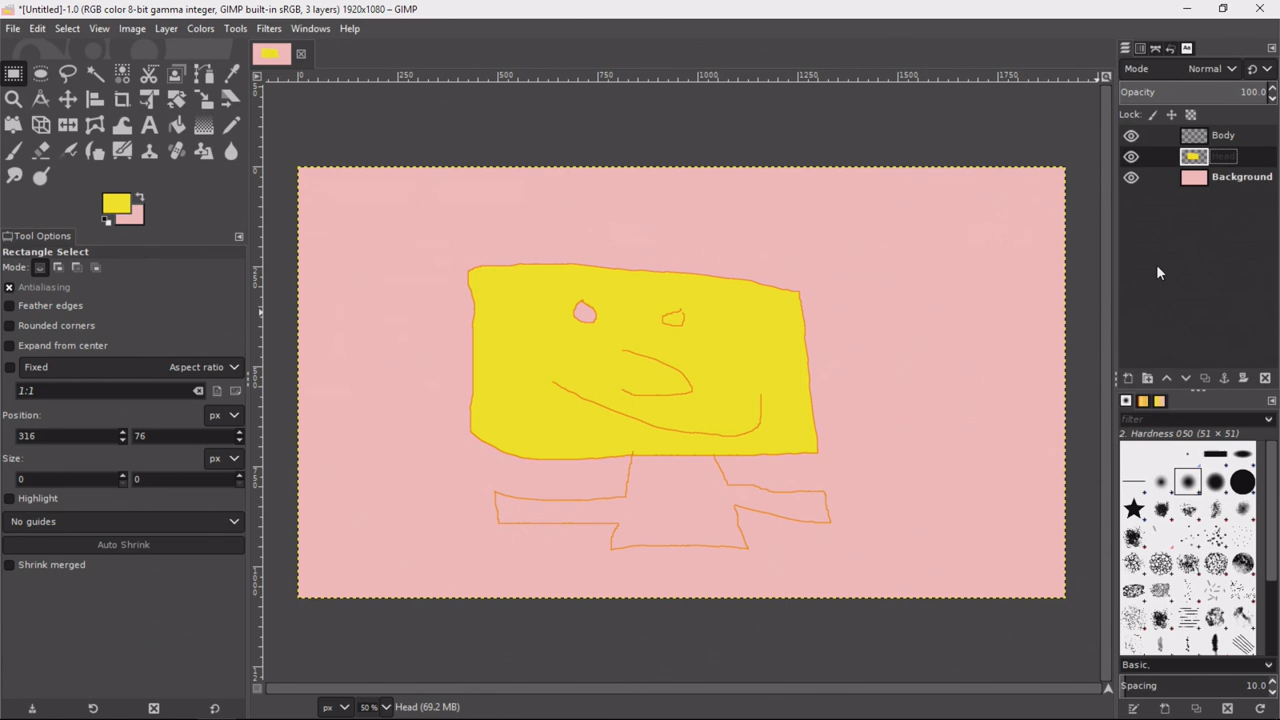 *[Untitled]-1.0 (RGB color 8-bit gamma integer, GIMP built-in sRGB, 3 layers) 1920x1080 – GIMP
File Edit Select View Image Layer Colors Tools Filters Windows Help
0 250 500 750 1000 1250 1500 1750
Mode Normal
Opacity 100.0
Lock:
Body
Head
Background
Tool Options
Rectangle Select
Mode:
Antialiasing
Feather edges
Rounded corners
Expand from center
Fixed Aspect ratio
1:1
Position: px
316 76
Size: px
0 0
Highlight
No guides
Auto Shrink
Shrink merged
filter
2. Hardness 050 (51 × 51)
Basic,
Spacing 10.0
px 50 % Head (69.2 MB)